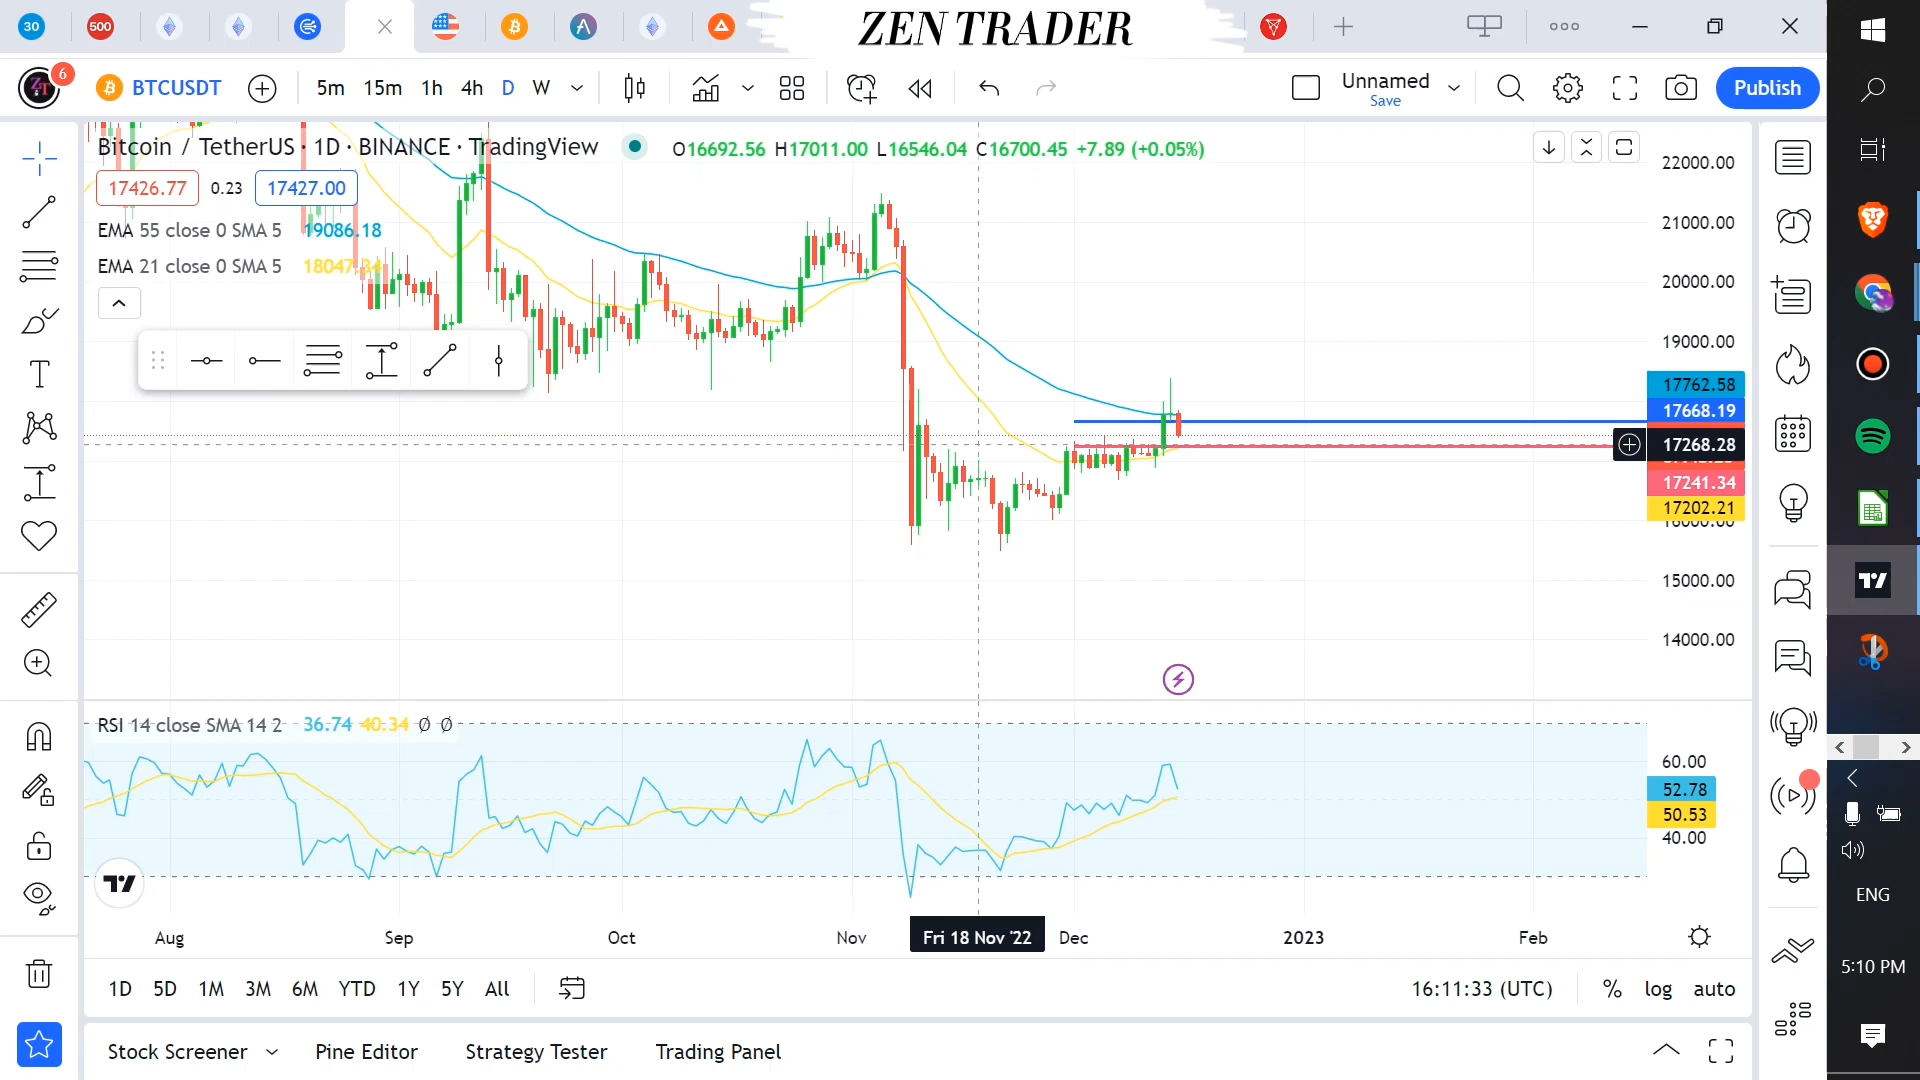 30
500
ZEN TRADER
6
BTCUSDT
5m 15m 1h 4h D W
Unnamed
Save
Publish
Bitcoin / TetherUS · 1D · BINANCE · TradingView
O16692.56 H17011.00 L16546.04 C16700.45 +7.89 (+0.05%)
17426.77 0.23 17427.00
EMA 55 close 0 SMA 5 19086.18
EMA 21 close 0 SMA 5
22000.00
21000.00
20000.00
19000.00
17762.58
17668.19
17268.28
17241.34
17202.21
16000.00
15000.00
14000.00
RSI 14 close SMA 14 2 36.74 40.34 Ø Ø
60.00
52.78
50.53
40.00
Aug Sep Oct Nov Fri 18 Nov '22 Dec 2023 Feb
1D 5D 1M 3M 6M YTD 1Y 5Y All
16:11:33 (UTC) % log auto
Stock Screener Pine Editor Strategy Tester Trading Panel
ENG
5:10 PM